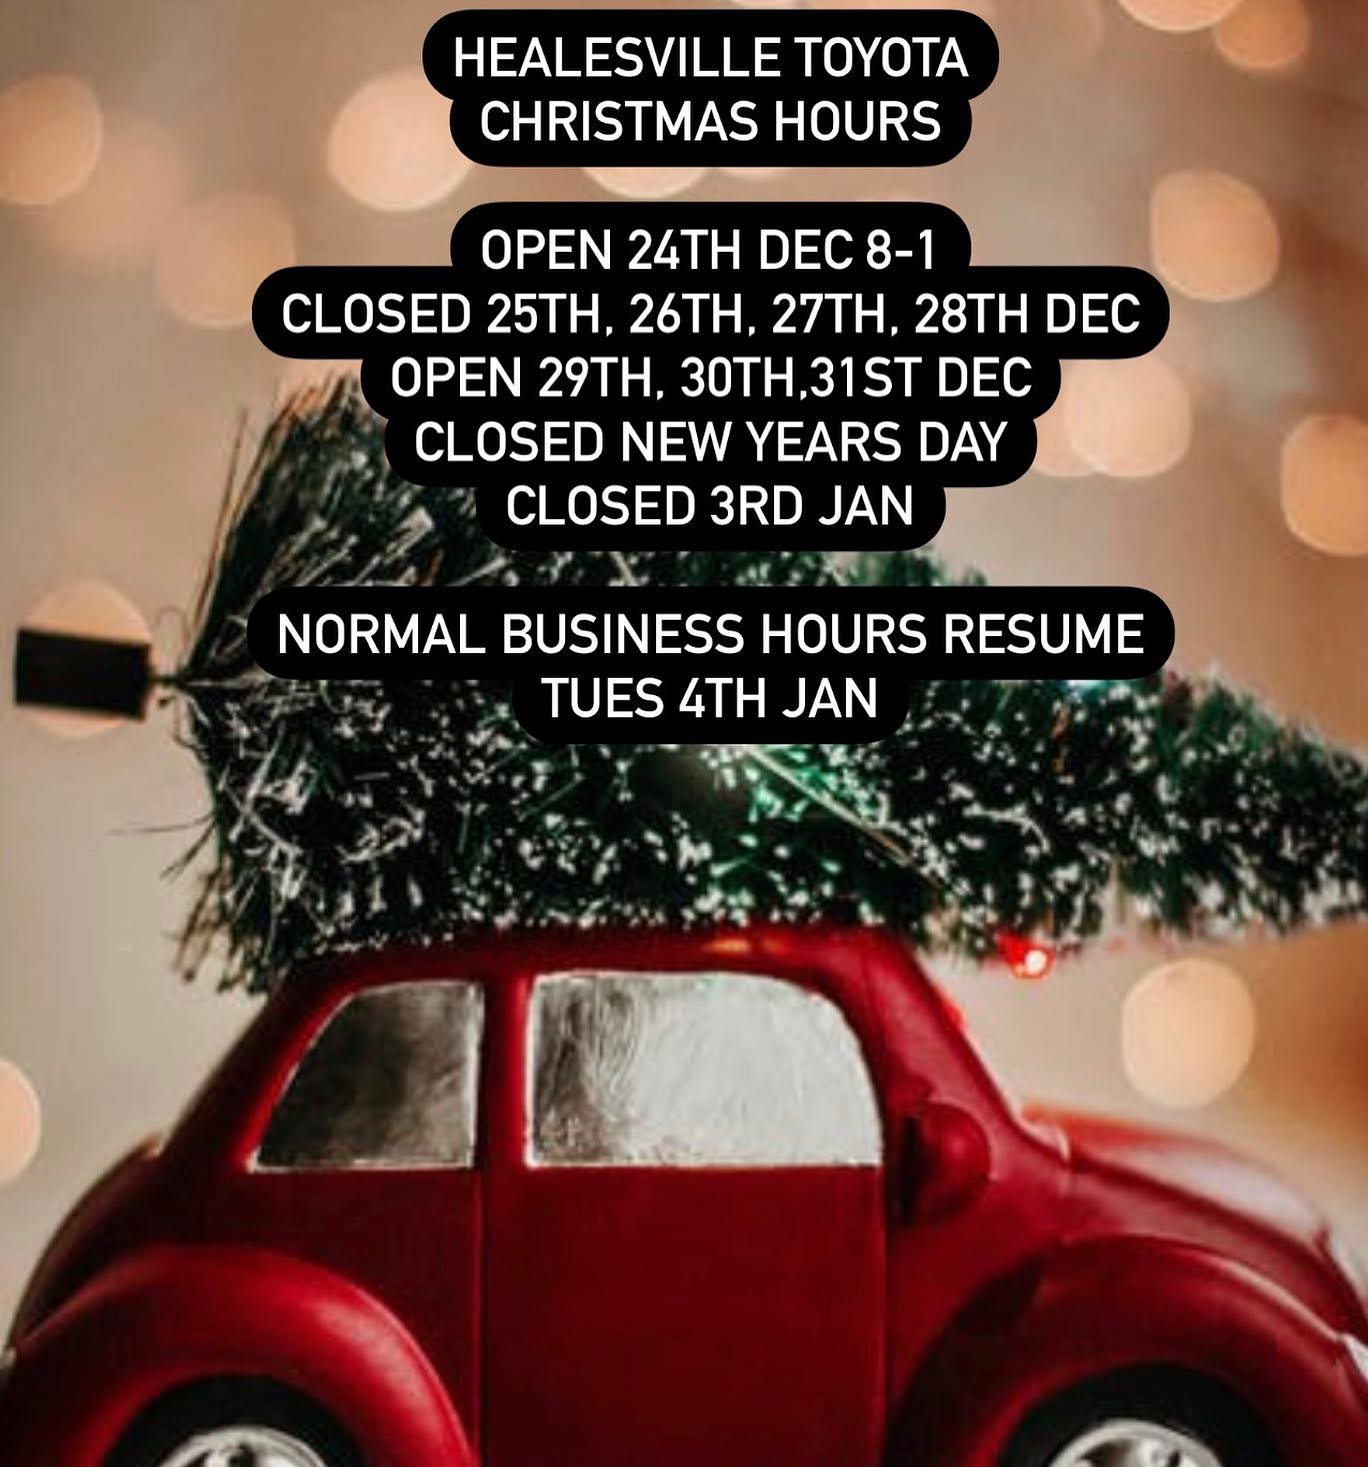 HEALESVILLE TOYOTA
CHRISTMAS HOURS
OPEN 24TH DEC 8-1
CLOSED 25TH, 26TH, 27TH, 28TH DEC
OPEN 29TH, 30TH,31ST DEC
CLOSED NEW YEARS DAY
CLOSED 3RD JAN
NORMAL BUSINESS HOURS RESUME
TUES 4TH JAN